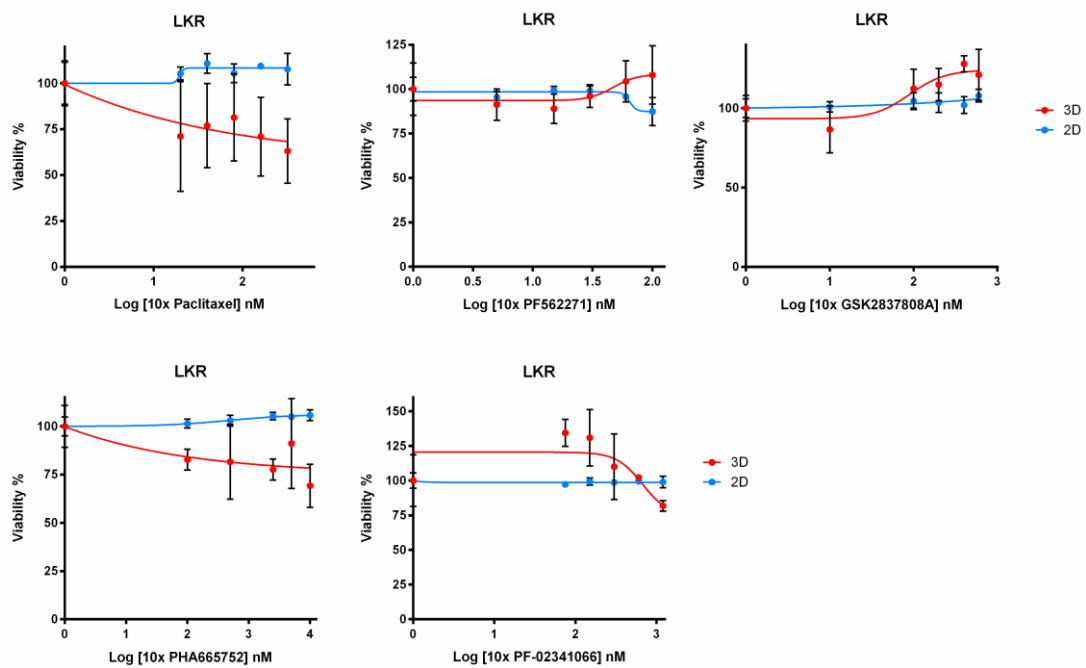 LKR
Viability %
100
75
50
25
0
0
1
2
Log [10x Paclitaxel] nM
LKR
Viability %
125
100
75
50
25
0
0.0
0.5
1.0
1.5
2.0
Log [10x PF562271] nM
LKR
Viability %
100
50
0
0
1
2
3
Log [10x GSK2837808A] nM
3D
2D
LKR
Viability %
100
75
50
25
0
0
1
2
3
4
Log [10x PHA665752] nM
LKR
Viability %
150
125
100
75
50
25
0
0
1
2
3
Log [10x PF-02341066] nM
3D
2D